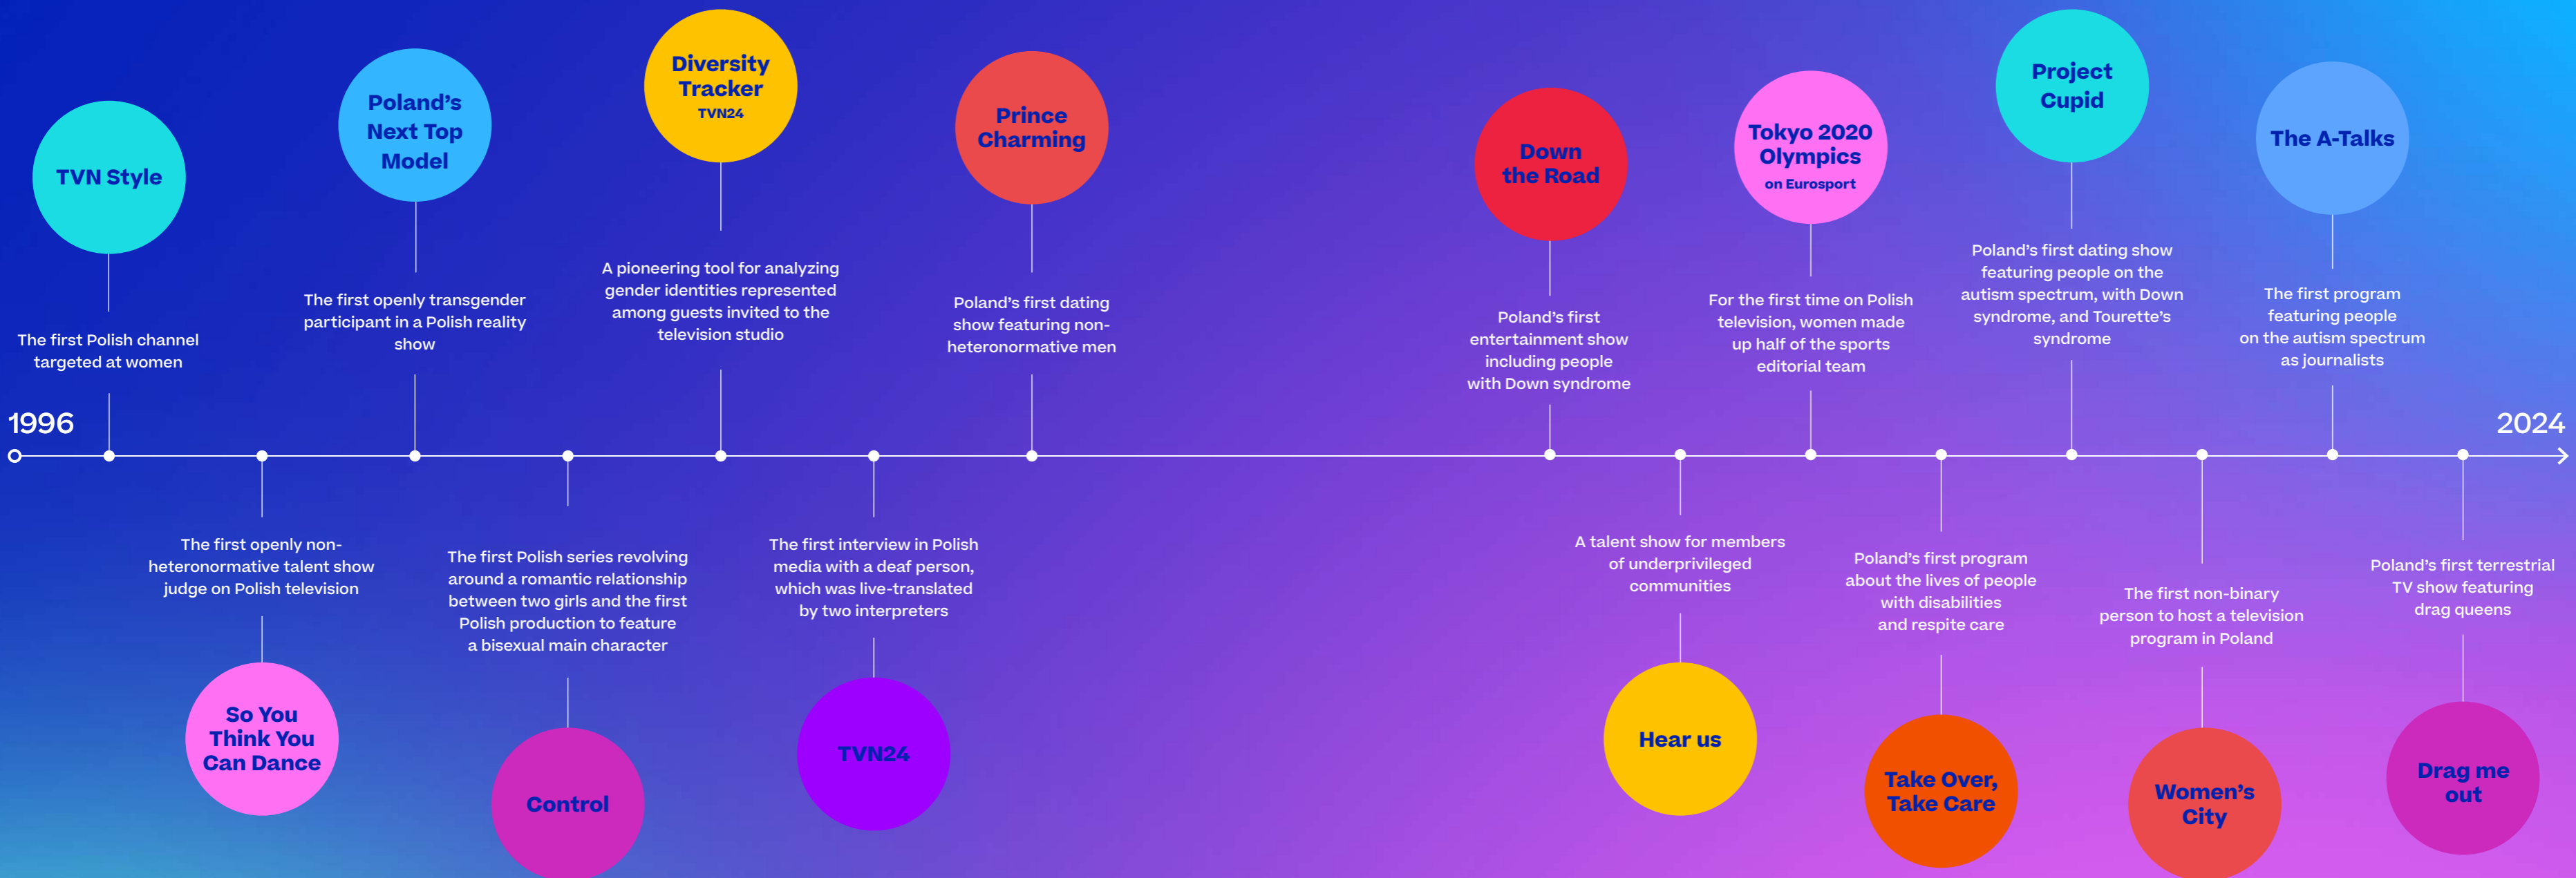 1996
TVN Style
The first Polish channel
targeted at women
The first openly non-
heteronormative talent show
judge on Polish television
So You
Think You
Can Dance
Poland's
Next Top
Model
The first openly transgender
participant in a Polish reality
show
The first Polish series revolving
around a romantic relationship
between two girls and the first
Polish production to feature
a bisexual main character
Control
Diversity
Tracker
TVN24
A pioneering tool for analyzing
gender identities represented
among guests invited to the
television studio
The first interview in Polish
media with a deaf person,
which was live-translated
by two interpreters
TVN24
Prince
Charming
Poland's first dating
show featuring non-
heteronormative men
Down
the Road
Poland's first
entertainment show
including people
with Down syndrome
A talent show for members
of underprivileged
communities
Hear us
Tokyo 2020
Olympics
on Eurosport
For the first time on Polish
television, women made
up half of the sports
editorial team
Poland's first program
about the lives of people
with disabilities
and respite care
Take Over,
Take Care
Project
Cupid
Poland's first dating show
featuring people on the
autism spectrum, with Down
syndrome, and Tourette's
syndrome
The first non-binary
person to host a television
program in Poland
Women's
City
The A-Talks
The first program
featuring people
on the autism spectrum
as journalists
Poland's first terrestrial
TV show featuring
drag queens
Drag me
out
2024